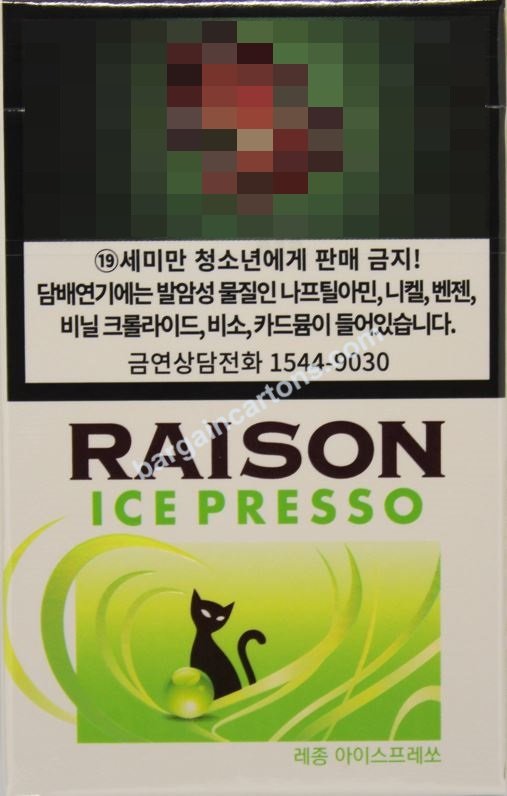 ⑲세미만 청소년에게 판매 금지!
담배연기에는 발암성 물질인 나프틸아민, 니켈, 벤젠,
비닐 크롤라이드, 비소, 카드뮴이 들어있습니다.
금연상담전화 1544-9030
bargaincartons.com
RAISON
ICE PRESSO
레종 아이스프레쏘